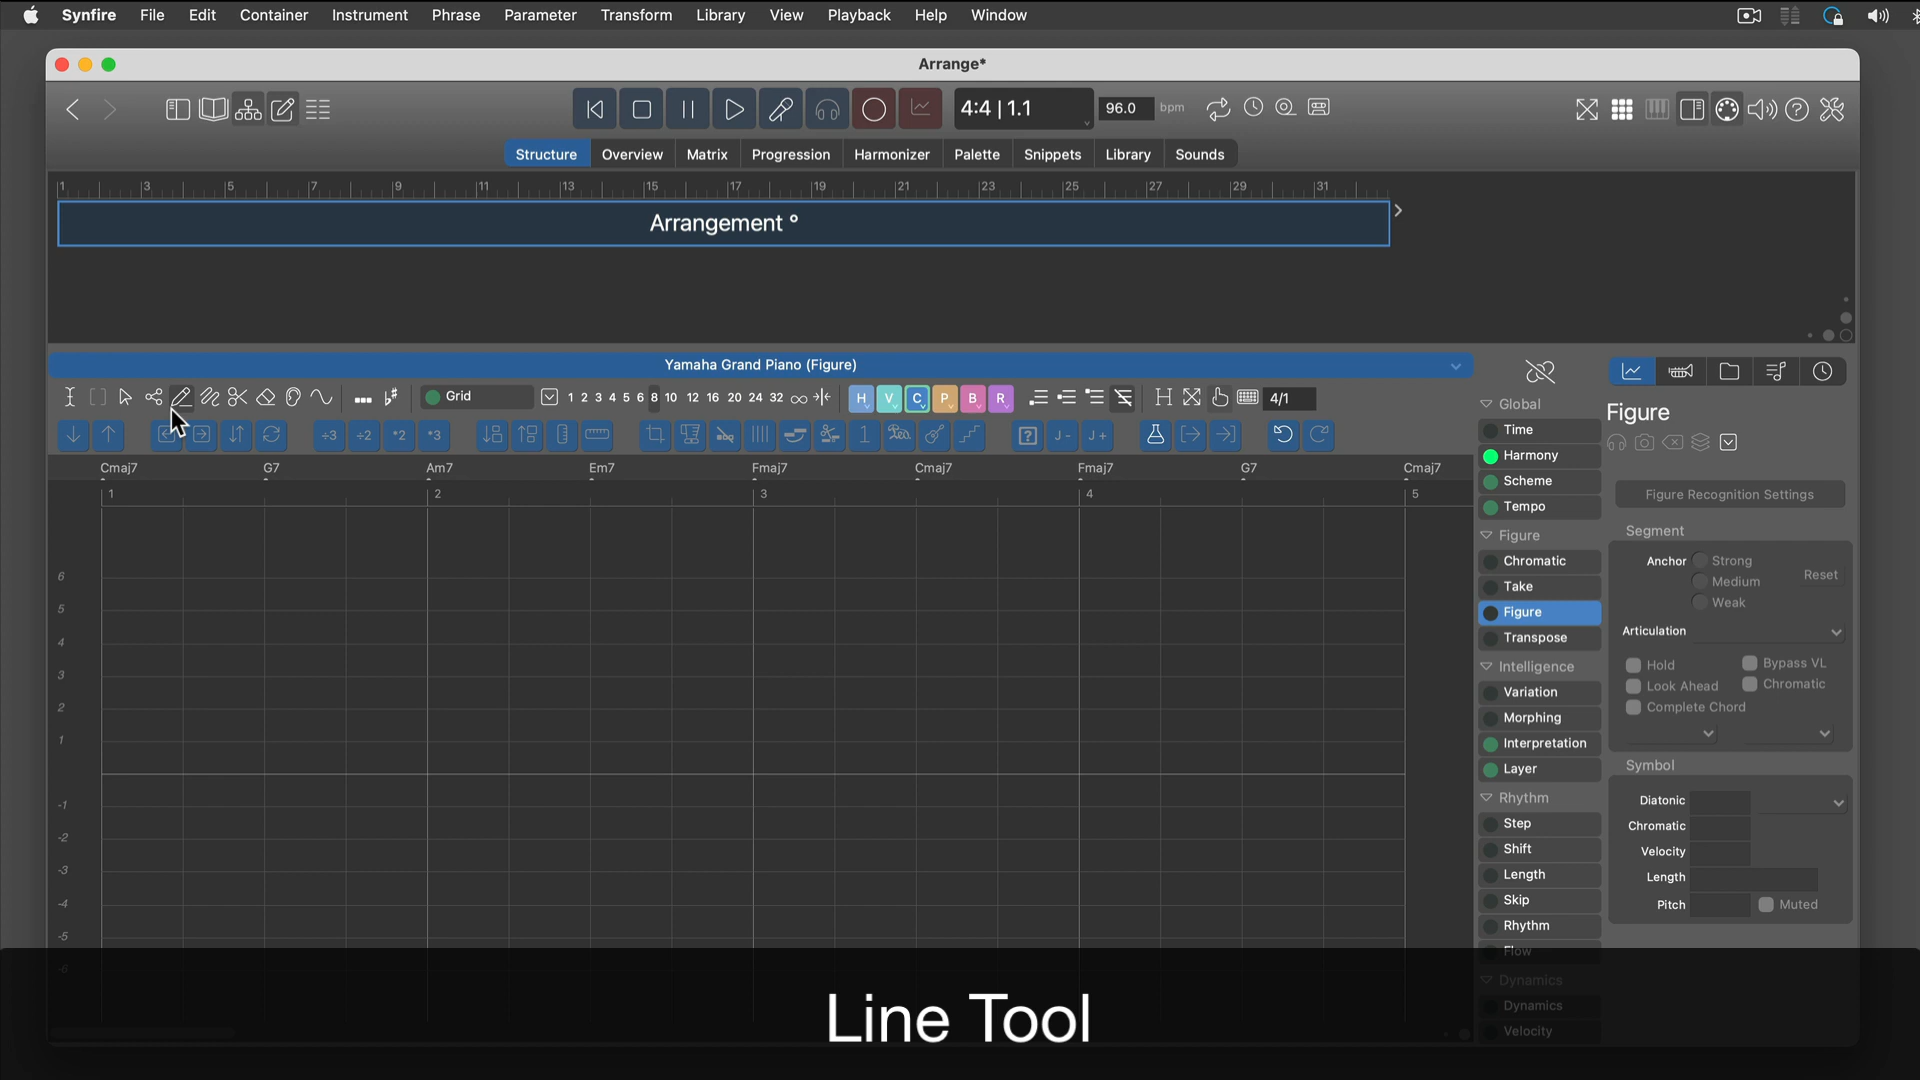 Synfire File Edit Container Instrument Phrase Parameter Transform Library View Playback Help Window
Arrange*
4:4 | 1.1 96.0 bpm
Structure Overview Matrix Progression Harmonizer Palette Snippets Library Sounds
1 3 5 7 9 11 13 15 17 19 21 23 25 27 29 31
Arrangement °
Yamaha Grand Piano (Figure)
Grid 1 2 3 4 5 6 8 10 12 16 20 24 32 ∞ H V C P B R 4/1
÷3 ÷2 *2 *3 1 J- J+
Cmaj7 G7 Am7 Em7 Fmaj7 Cmaj7 Fmaj7 G7 Cmaj7
1 2 3 4 5
6
5
4
3
2
1
-1
-2
-3
-4
-5
-6
Global
Time
Harmony
Scheme
Tempo
Figure
Chromatic
Take
Figure
Transpose
Intelligence
Variation
Morphing
Interpretation
Layer
Rhythm
Step
Shift
Length
Skip
Rhythm
Flow
Dynamics
Dynamics
Velocity
Figure
Figure Recognition Settings
Segment
Anchor Strong
Medium Reset
Weak
Articulation
Hold Bypass VL
Look Ahead Chromatic
Complete Chord
Symbol
Diatonic
Chromatic
Velocity
Length
Pitch Muted
Line Tool